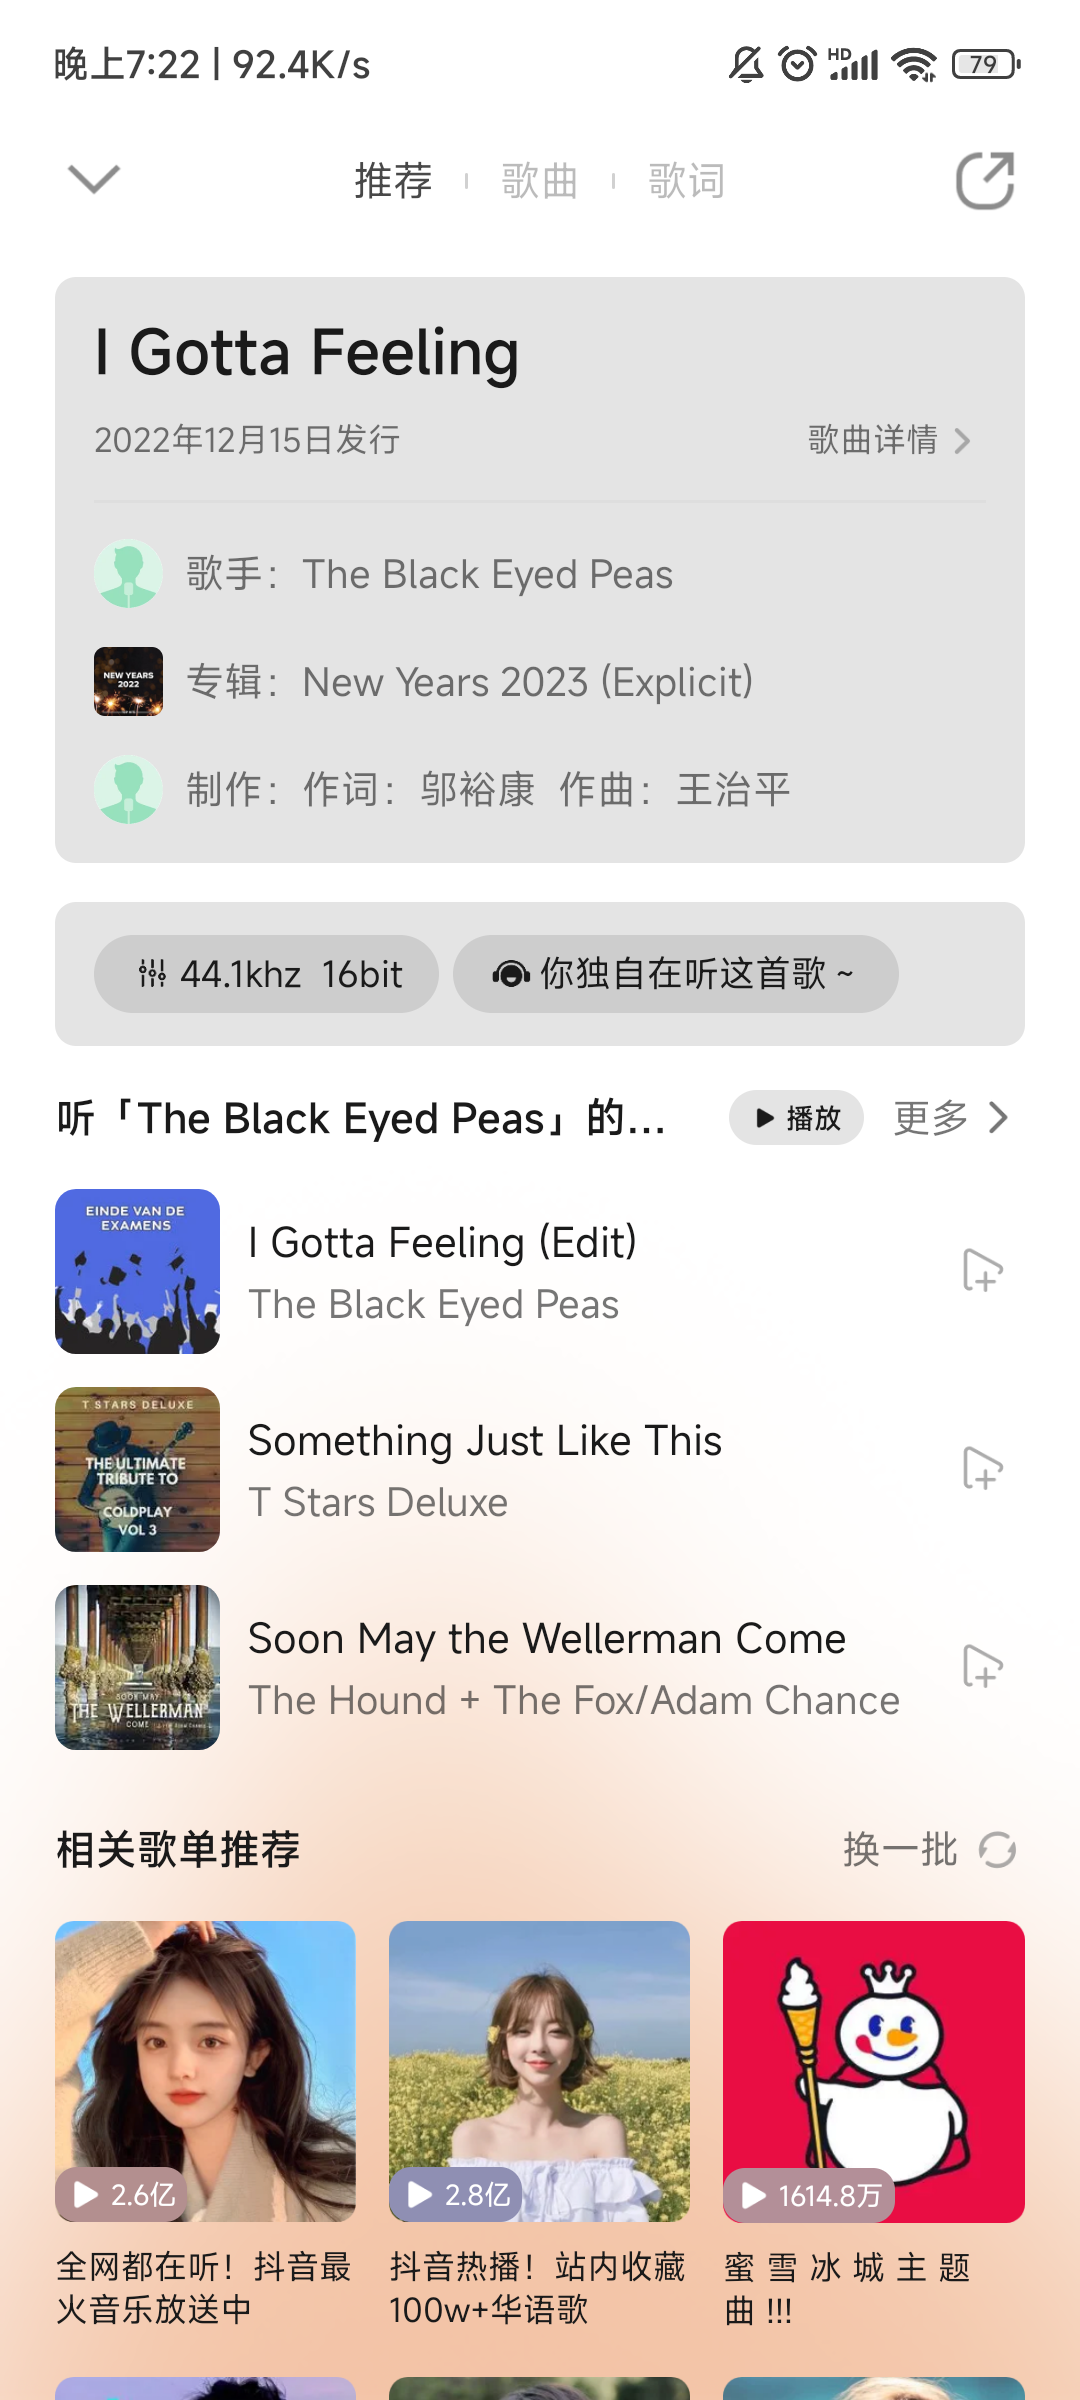 晚上7:22 | 92.4K/s
HD
79
推荐
歌曲
歌词
I Gotta Feeling
2022年12月15日发行
歌曲详情
歌手：The Black Eyed Peas
NEW YEARS
2022
专辑：New Years 2023 (Explicit)
制作：作词：邬裕康 作曲：王治平
44.1khz 16bit
你独自在听这首歌 ~
听「The Black Eyed Peas」的...
播放
更多
EINDE VAN DE
EXAMENS
I Gotta Feeling (Edit)
The Black Eyed Peas
T STARS DELUXE
THE ULTIMATE
TRIBUTE TO
COLDPLAY
VOL 3
Something Just Like This
T Stars Deluxe
SOON MAY
THE WELLERMAN
COME
Soon May the Wellerman Come
The Hound + The Fox/Adam Chance
相关歌单推荐
换一批
2.6亿
2.8亿
1614.8万
全网都在听！抖音最
火音乐放送中
抖音热播！站内收藏
100w+华语歌
蜜 雪 冰 城 主 题
曲 !!!